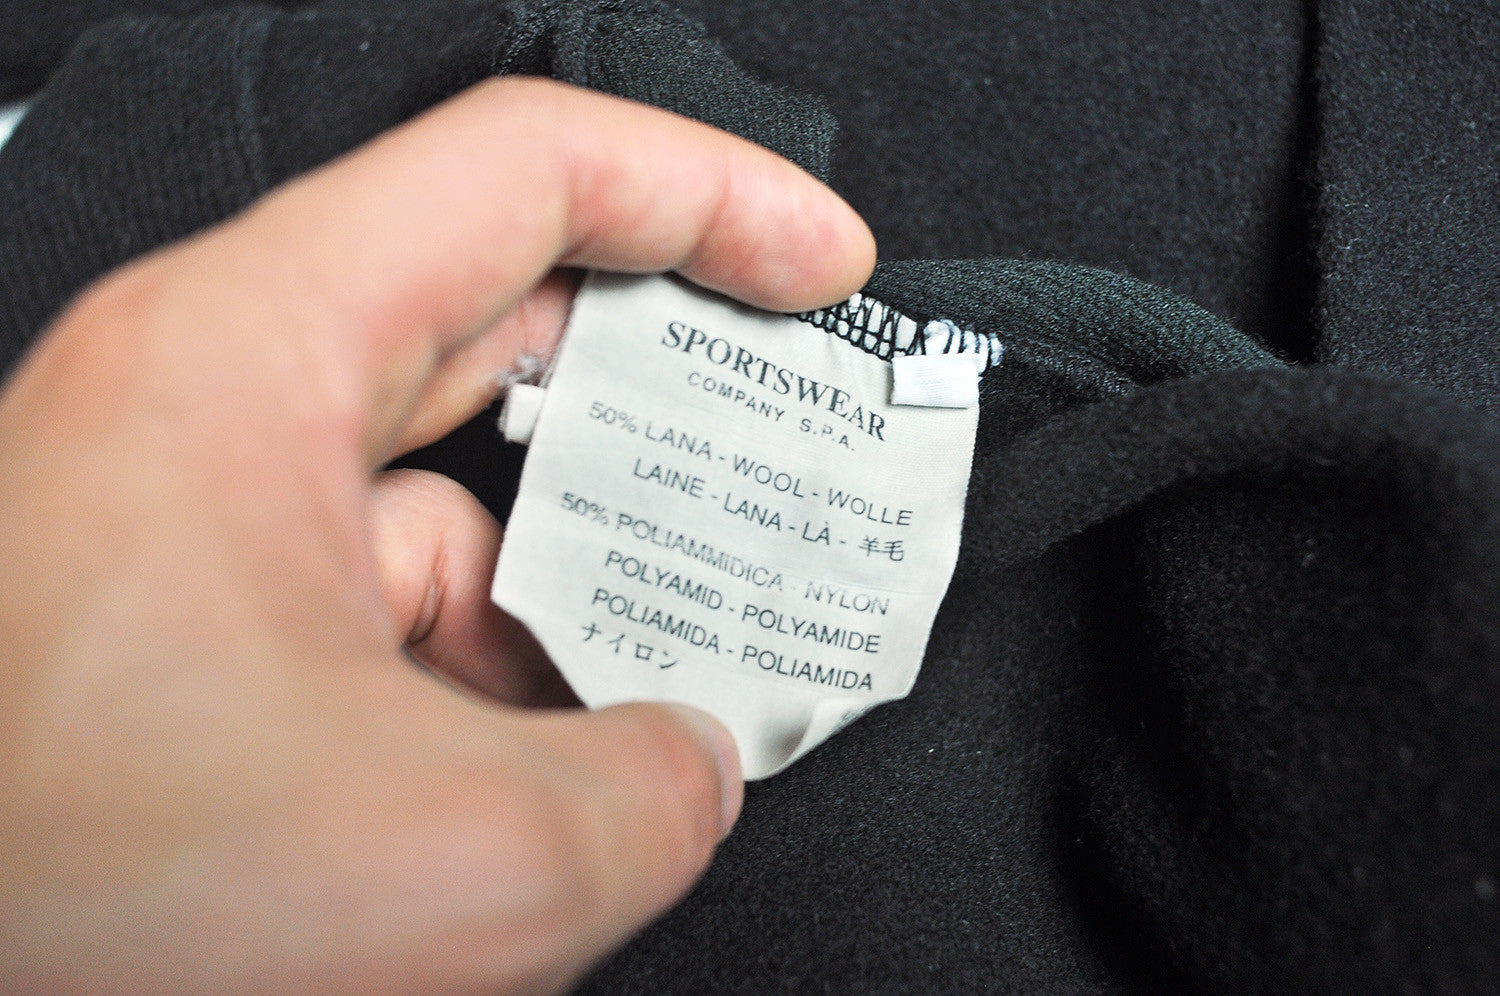 SPORTSWEAR
COMPANY S.P.A.
50% LANA - WOOL - WOLLE
LAINE - LANA - LÀ - 羊毛
50% POLIAMMIDICA - NYLON
POLYAMID - POLYAMIDE
POLIAMIDA - POLIAMIDA
ナイロン